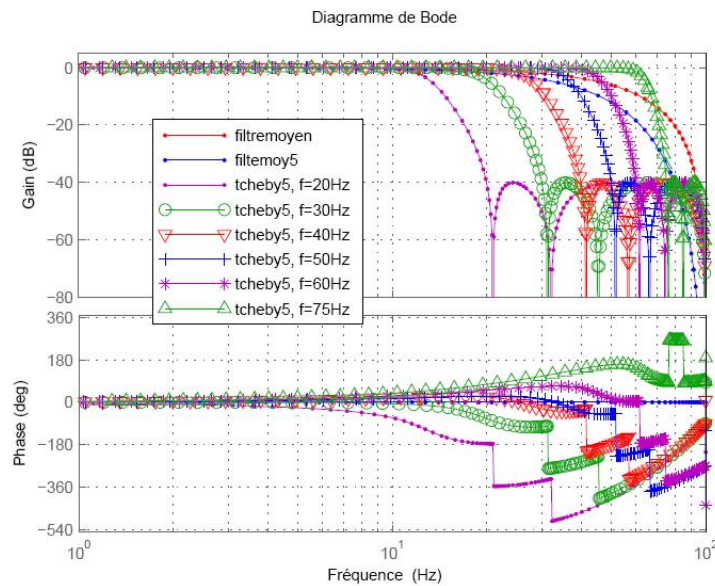 Diagramme de Bode
0
−20
−40
−60
−80
Gain (dB)
filtremoyen
filtemoy5
tcheby5, f=20Hz
tcheby5, f=30Hz
tcheby5, f=40Hz
tcheby5, f=50Hz
tcheby5, f=60Hz
tcheby5, f=75Hz
360
180
0
−180
−360
−540
Phase (deg)
10^0
10^1
10^2
Fréquence (Hz)